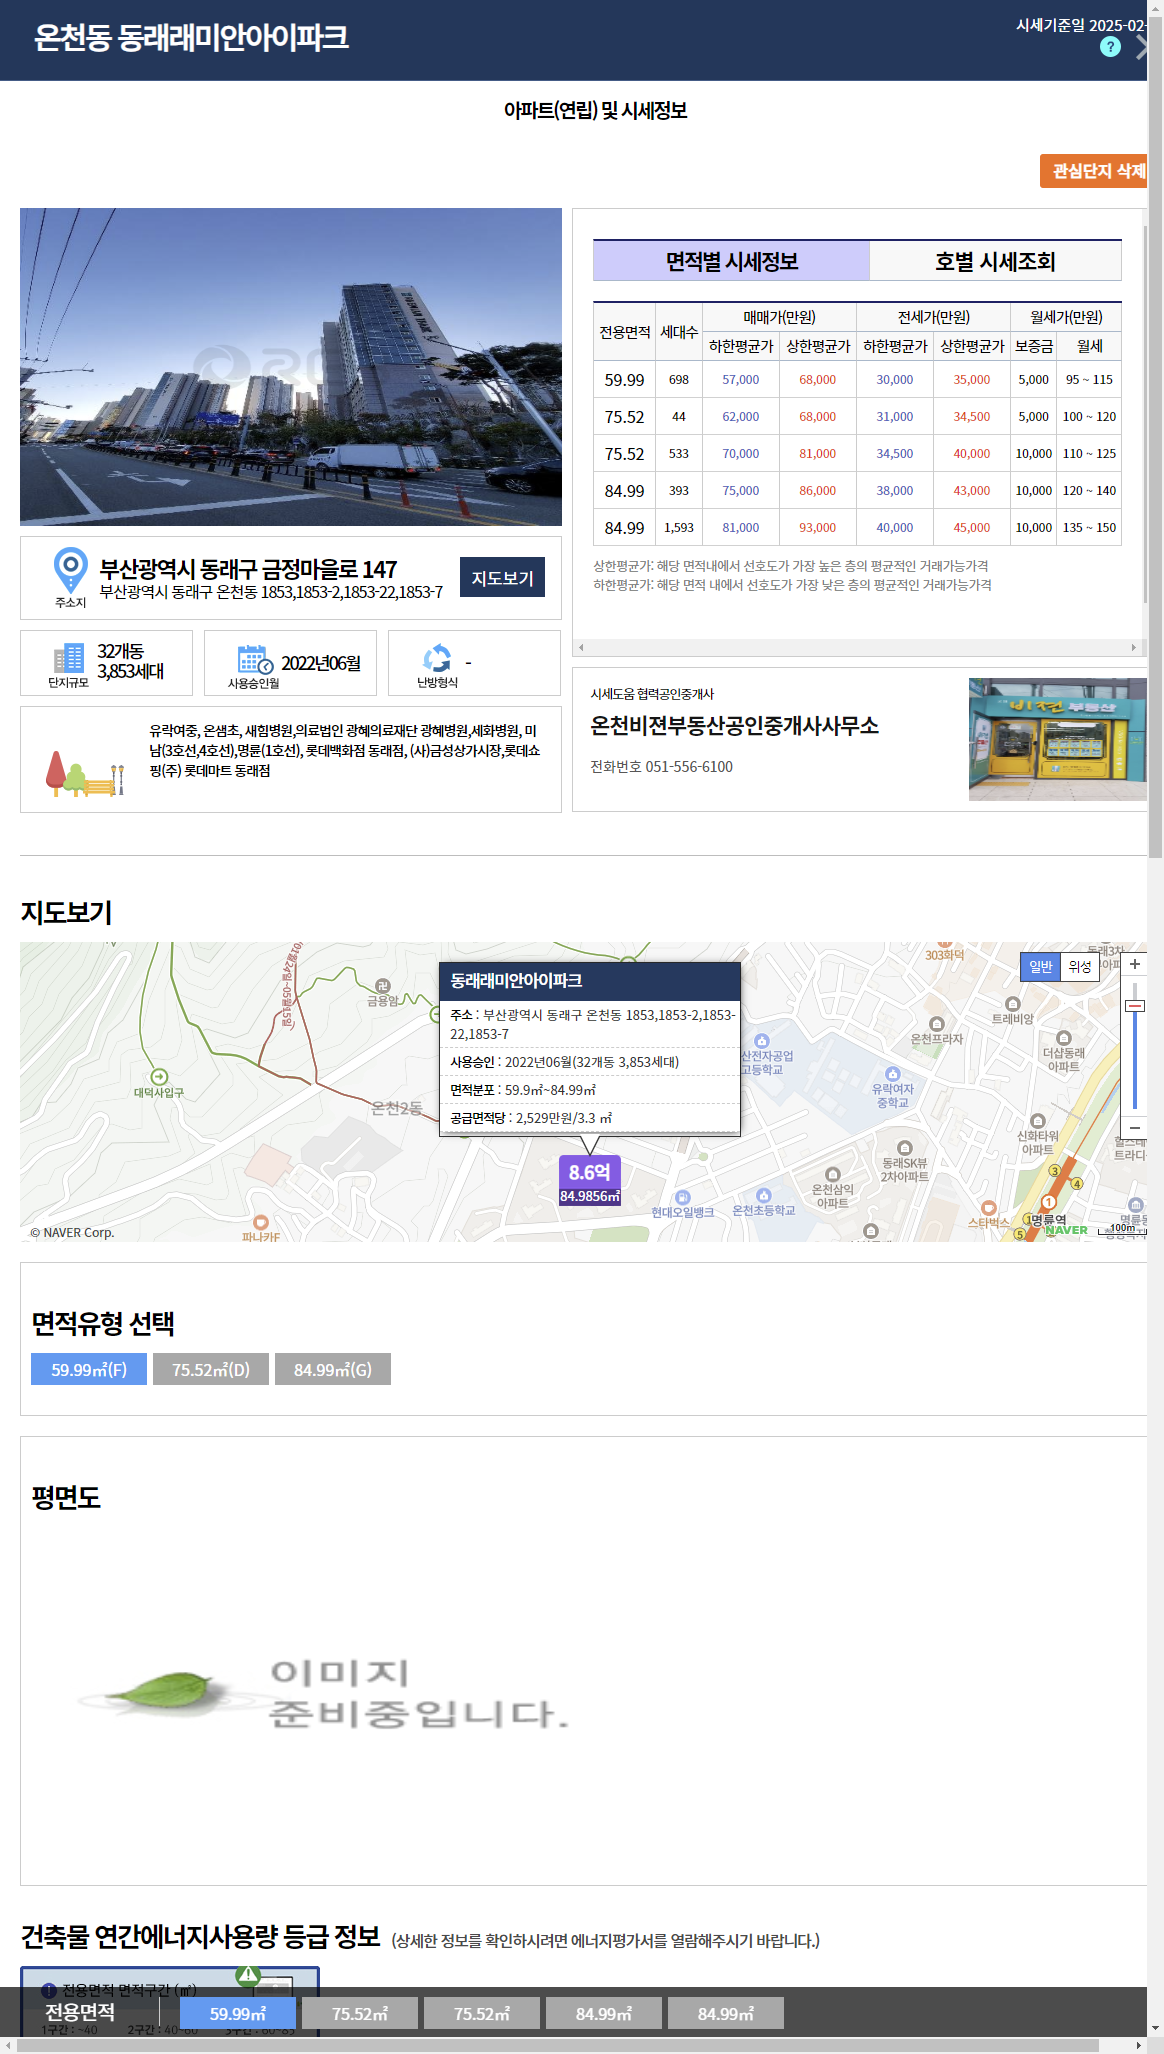 온천동 동래래미안아이파크
시세기준일 2025-02-
?
아파트(연립) 및 시세정보
관심단지 삭제
면적별 시세정보 호별 시세조회
전용면적 세대수 매매가(만원) 전세가(만원) 월세가(만원)
하한평균가 상한평균가 하한평균가 상한평균가 보증금 월세
59.99 698 57,000 68,000 30,000 35,000 5,000 95 ~ 115
75.52 44 62,000 68,000 31,000 34,500 5,000 100 ~ 120
75.52 533 70,000 81,000 34,500 40,000 10,000 110 ~ 125
84.99 393 75,000 86,000 38,000 43,000 10,000 120 ~ 140
84.99 1,593 81,000 93,000 40,000 45,000 10,000 135 ~ 150
상한평균가: 해당 면적내에서 선호도가 가장 높은 층의 평균적인 거래가능가격
하한평균가: 해당 면적 내에서 선호도가 가장 낮은 층의 평균적인 거래가능가격
주소지
부산광역시 동래구 금정마을로 147
부산광역시 동래구 온천동 1853,1853-2,1853-22,1853-7
지도보기
단지규모
32개동
3,853세대
사용승인월
2022년06월
난방형식
-
유락여중, 온샘초, 새힘병원,의료법인 광혜의료재단 광혜병원,세화병원, 미
남(3호선,4호선),명륜(1호선), 롯데백화점 동래점, (사)금성상가시장,롯데쇼
핑(주) 롯데마트 동래점
시세도움 협력공인중개사
온천비젼부동산공인중개사사무소
전화번호 051-556-6100
비젼 부동산
지도보기
01월24일~05월15일
금용암
대덕사입구
온천2동
동래래미안아이파크
주소 : 부산광역시 동래구 온천동 1853,1853-2,1853-
22,1853-7
사용승인 : 2022년06월(32개동 3,853세대)
면적분포 : 59.9㎡~84.99㎡
공급면적당 : 2,529만원/3.3 ㎡
8.6억
84.9856㎡
303화덕
동래3차
일반 위성
트레비앙
온천프라자
더샵동래
아파트
산전자공업
고등학교
유락여자
중학교
신화타워
아파트
동래SK뷰
2차아파트
온천삼익
아파트
현대오일뱅크
온천초등학교
스타벅스
명륜역
파나카F
© NAVER Corp.
NAVER
100m
면적유형 선택
59.99㎡(F) 75.52㎡(D) 84.99㎡(G)
평면도
이미지
준비중입니다.
건축물 연간에너지사용량 등급 정보 (상세한 정보를 확인하시려면 에너지평가서를 열람해주시기 바랍니다.)
전용면적 면적구간 (㎡)
1구간 : ~40 2구간 : 40~60 3구간 : 60~85
전용면적 59.99㎡ 75.52㎡ 75.52㎡ 84.99㎡ 84.99㎡